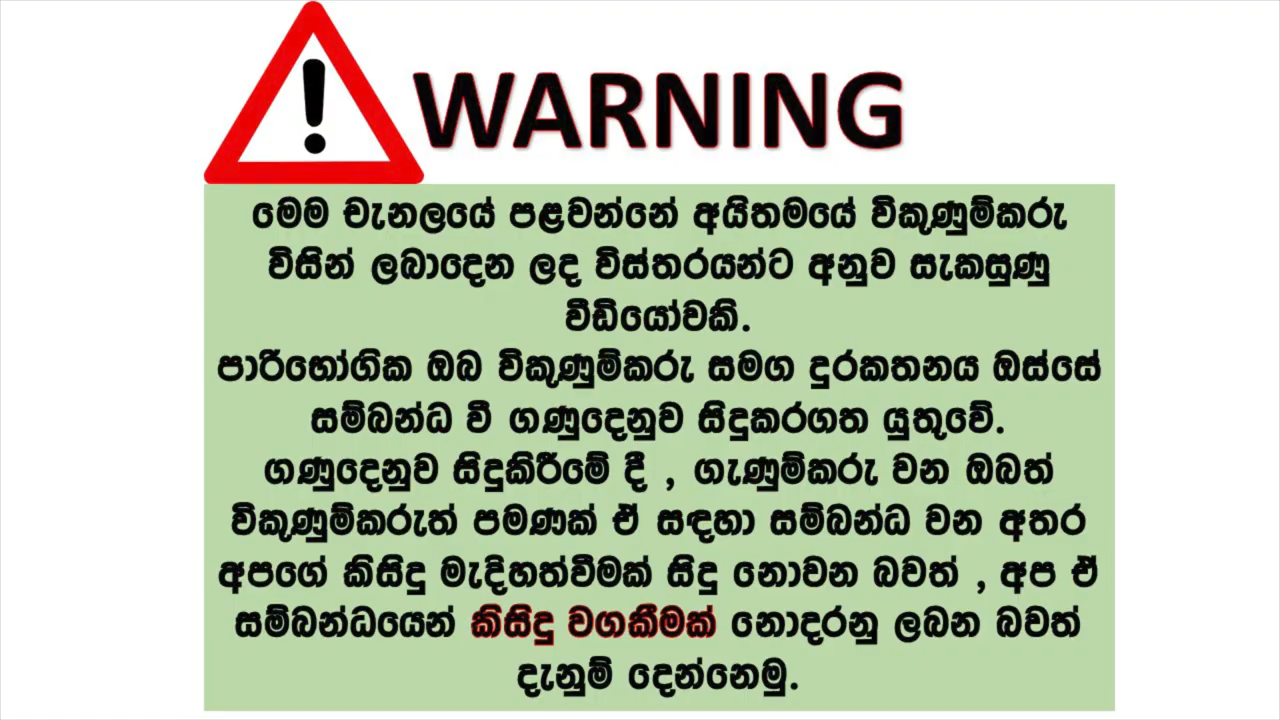 WARNING
මෙම චැනලයේ පළවන්නේ අයිතමයේ විකුණුම්කරු
විසින් ලබාදෙන ලද විස්තරයන්ට අනුව සැකසුණු
වීඩියෝවකි.
පාරිභෝගික ඔබ විකුණුම්කරු සමග දුරකතනය ඔස්සේ
සම්බන්ධ වී ගණුදෙනුව සිදුකරගත යුතුවේ.
ගණුදෙනුව සිදුකිරීමේ දී , ගැණුම්කරු වන ඔබත්
විකුණුම්කරුත් පමණක් ඒ සඳහා සම්බන්ධ වන අතර
අපගේ කිසිදු මැදිහත්වීමක් සිදු නොවන බවත් , අප ඒ
සම්බන්ධයෙන් කිසිදු වගකීමක් නොදරනු ලබන බවත්
දැනුම් දෙන්නෙමු.